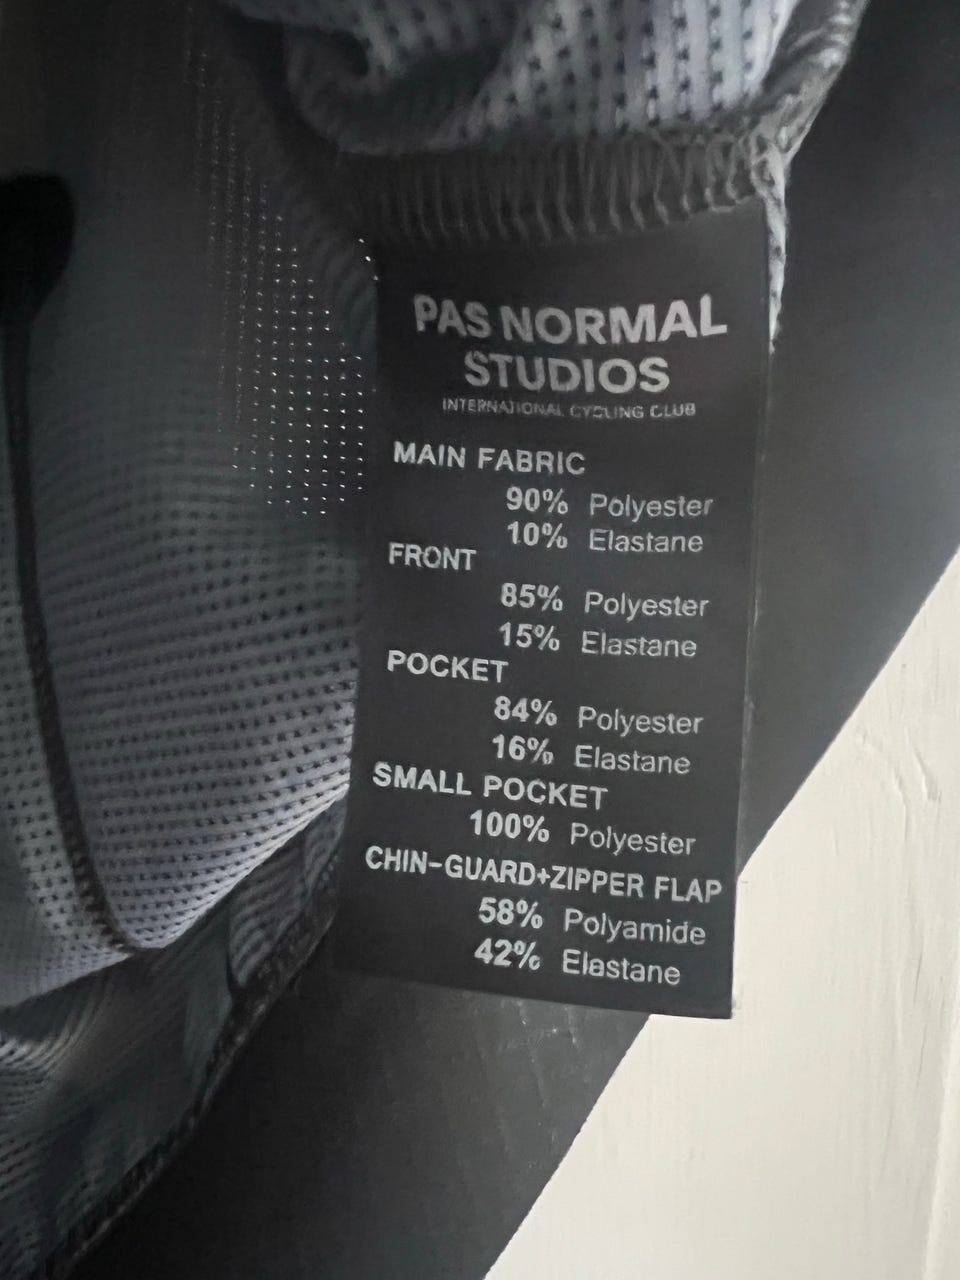 PAS NORMAL
STUDIOS
INTERNATIONAL CYCLING CLUB
MAIN FABRIC
90% Polyester
10% Elastane
FRONT
85% Polyester
15% Elastane
POCKET
84% Polyester
16% Elastane
SMALL POCKET
100% Polyester
CHIN-GUARD+ZIPPER FLAP
58% Polyamide
42% Elastane